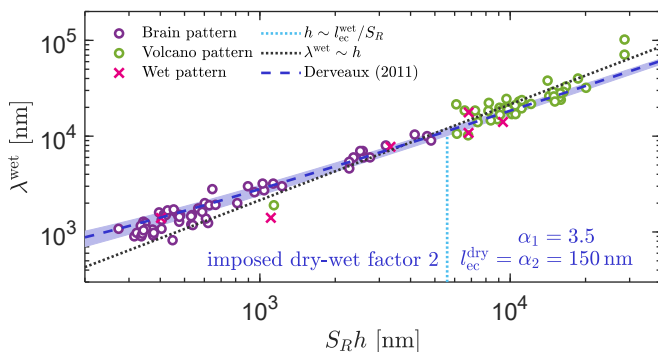 Brain pattern
Volcano pattern
Wet pattern
h ∼ l_ec^wet/S_R
λ^wet ∼ h
Derveaux (2011)
10^5
10^4
10^3
λ^wet [nm]
imposed dry-wet factor 2
α_1 = 3.5
l_ec^dry = α_2 = 150 nm
10^3
10^4
S_R h [nm]